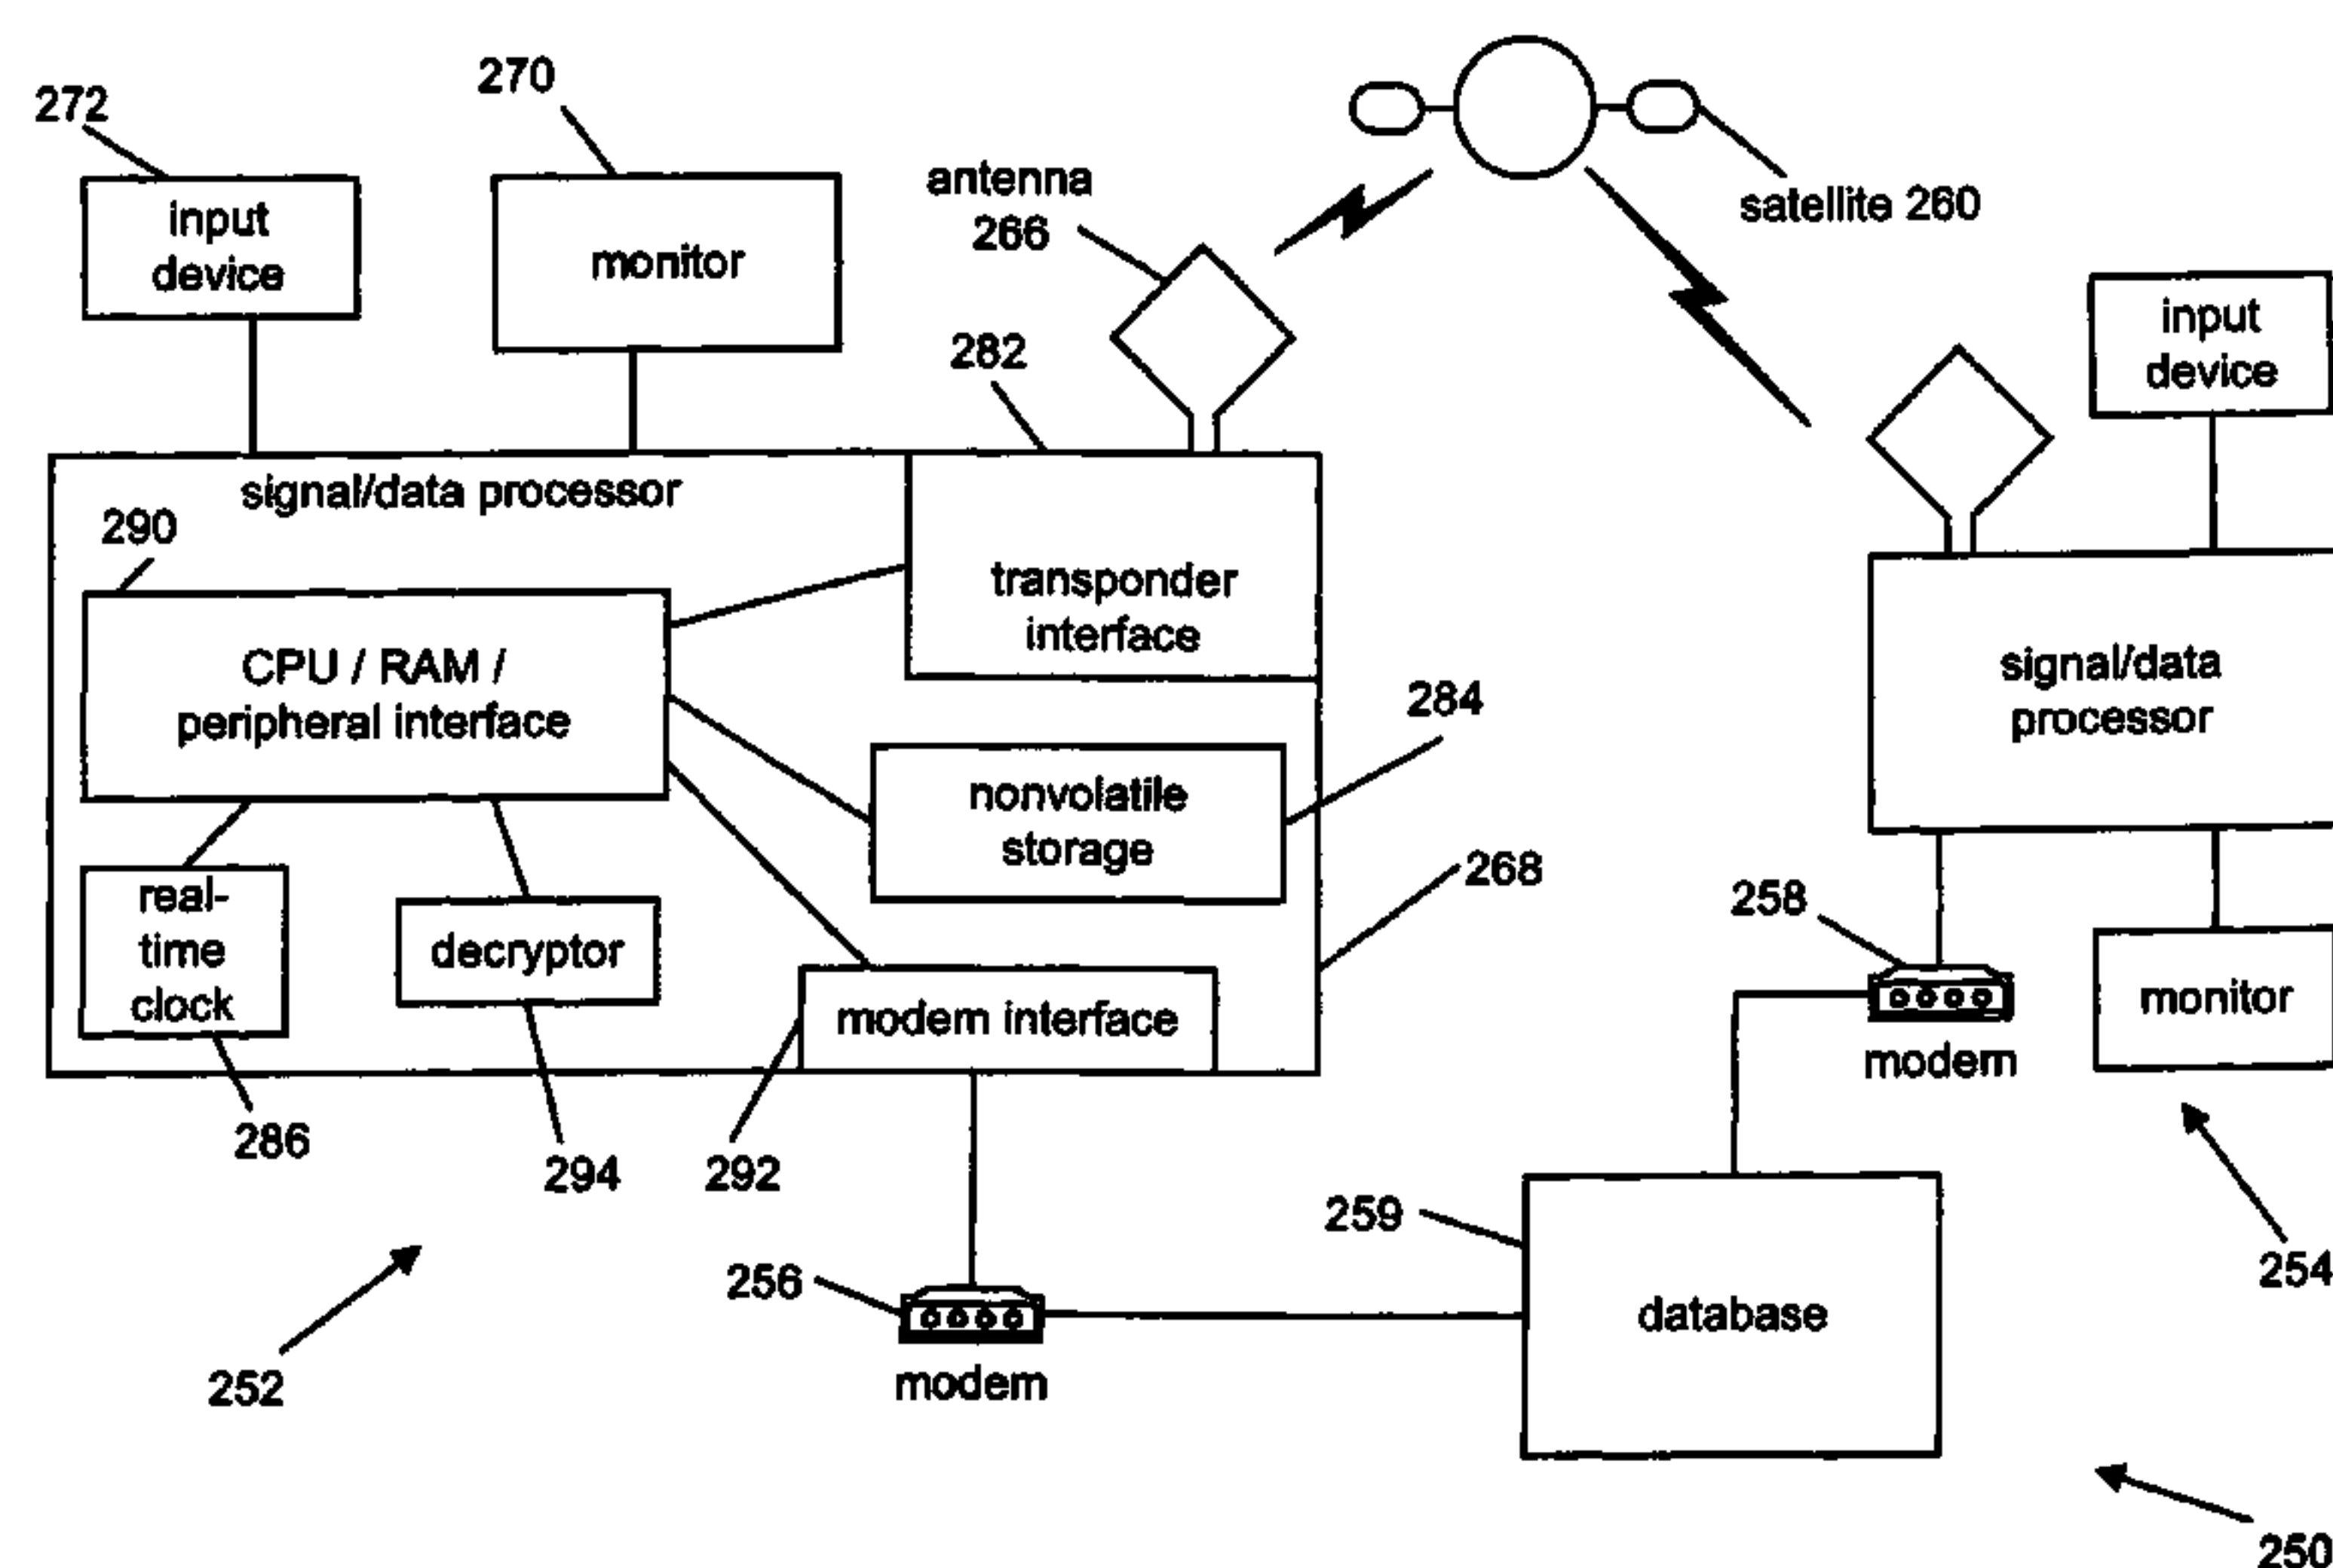 270
272
antenna
266
satellite 260
input
device
monitor
282
input
device
signal/data processor
290
transponder
interface
CPU / RAM /
peripheral interface
284
signal/data
processor
nonvolatile
storage
268
258
real-
time
clock
decryptor
modem interface
monitor
modem
286
294
292
259
254
256
database
252
modem
250